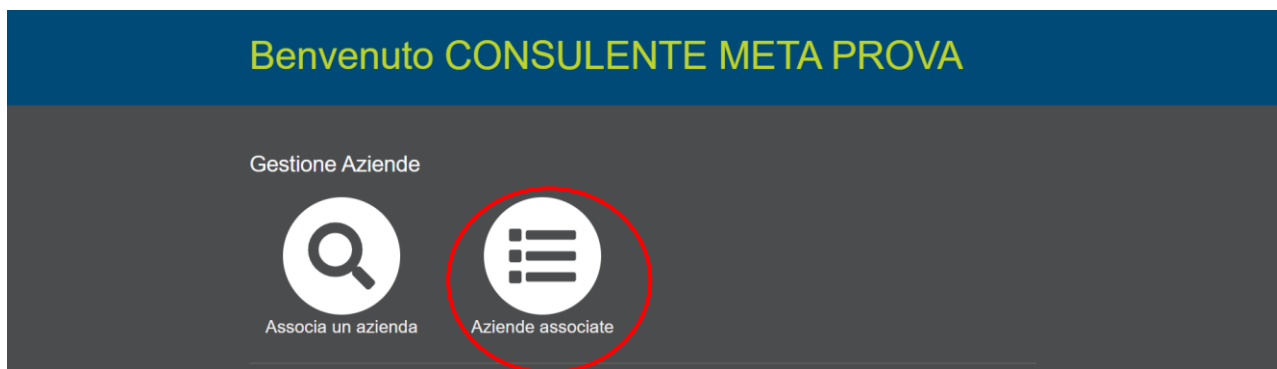 Benvenuto CONSULENTE META PROVA
Gestione Aziende
Associa un azienda
Aziende associate